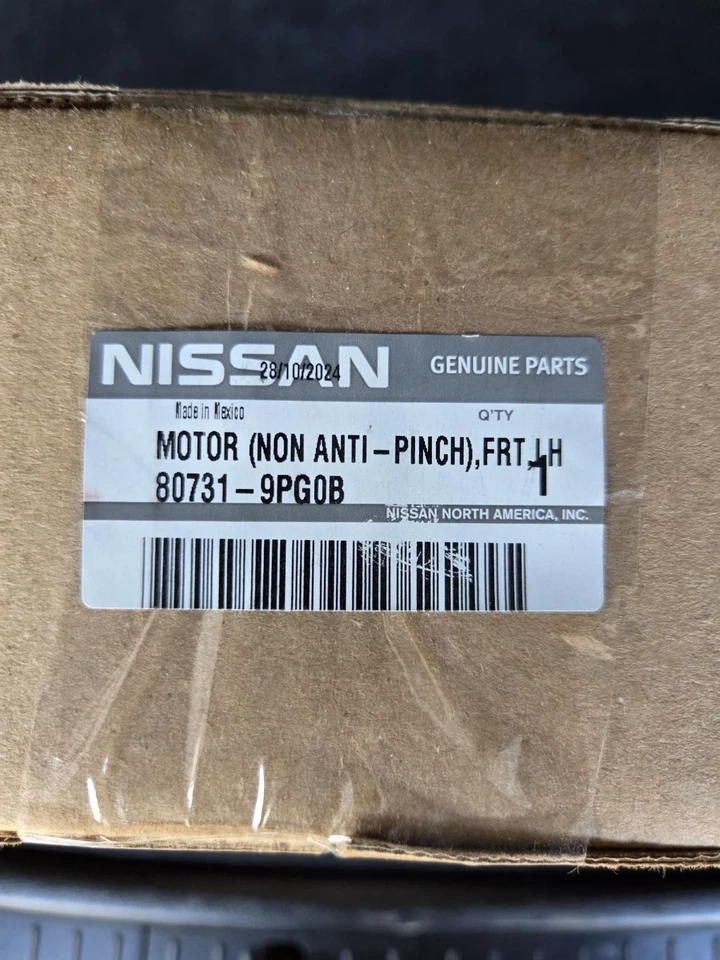 NISSAN GENUINE PARTS
28/10/2024
Made in Mexico Q'TY
MOTOR (NON ANTI-PINCH),FRT,LH
1
80731-9PG0B
NISSAN NORTH AMERICA, INC.